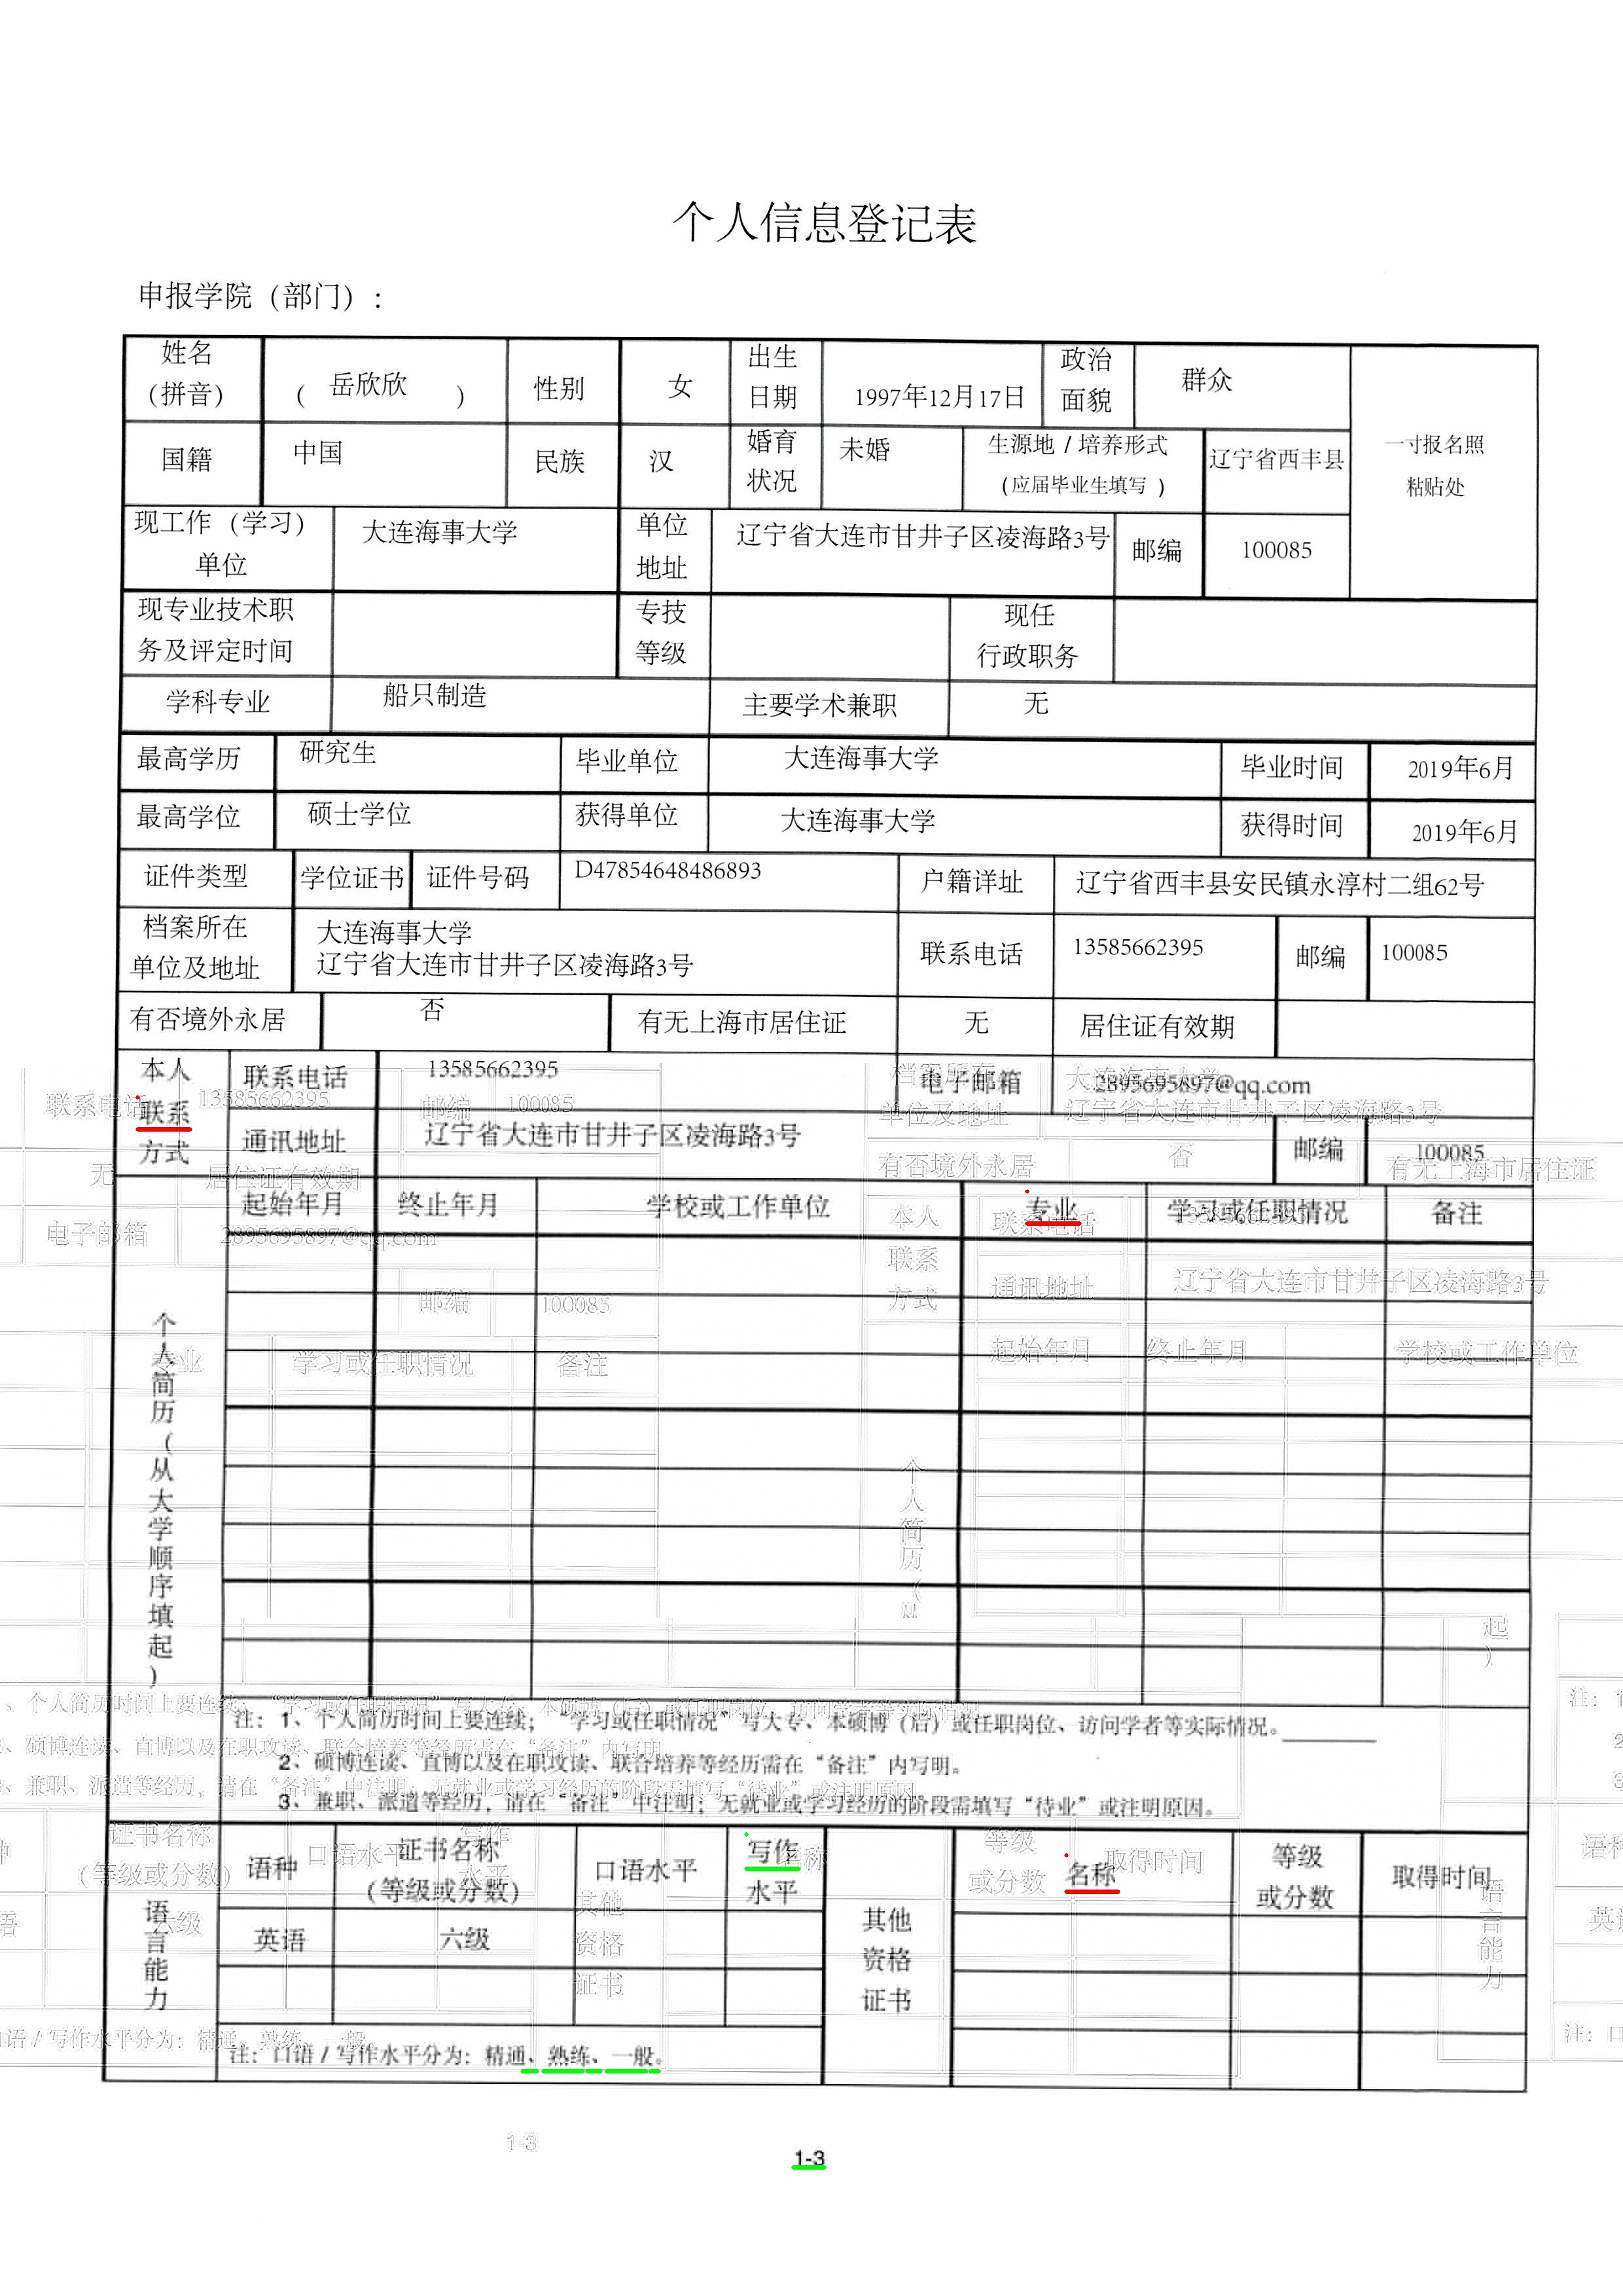 个人信息登记表
申报学院（部门）：
姓名（拼音） （ 岳欣欣 ） 性别 女 出生日期 1997年12月17日 政治面貌 群众 一寸报名照粘贴处
国籍 中国 民族 汉 婚育状况 未婚 生源地 / 培养形式（应届毕业生填写 ） 辽宁省西丰县
现工作（学习）单位 大连海事大学 单位地址 辽宁省大连市甘井子区凌海路3号 邮编 100085
现专业技术职务及评定时间 专技等级 现任行政职务
学科专业 船只制造 主要学术兼职 无
最高学历 研究生 毕业单位 大连海事大学 毕业时间 2019年6月
最高学位 硕士学位 获得单位 大连海事大学 获得时间 2019年6月
证件类型 学位证书 证件号码 D47854648486893 户籍详址 辽宁省西丰县安民镇永淳村二组62号
档案所在单位及地址 大连海事大学 辽宁省大连市甘井子区凌海路3号 联系电话 13585662395 邮编 100085
有否境外永居 否 有无上海市居住证 无 居住证有效期
本人联系方式 联系电话 13585662395 电子邮箱 2895695897@qq.com
通讯地址 辽宁省大连市甘井子区凌海路3号 邮编 100085
个人简历（从大学顺序填起） 起始年月 终止年月 学校或工作单位 专业 学习或任职情况 备注
注：1、个人简历时间上要连续；“学习或任职情况”写大专、本硕博（后）或任职岗位、访问学者等实际情况。
2、硕博连读、直博以及在职攻读、联合培养等经历需在“备注”内写明。
3、兼职、派遣等经历，请在“备注”中注明；无就业或学习经历的阶段需填写“待业”或注明原因。
语言能力 语种 证书名称（等级或分数） 口语水平 写作水平 其他资格证书 名称 等级或分数 取得时间
英语 六级
注：口语 / 写作水平分为：精通、熟练、一般。
1-3